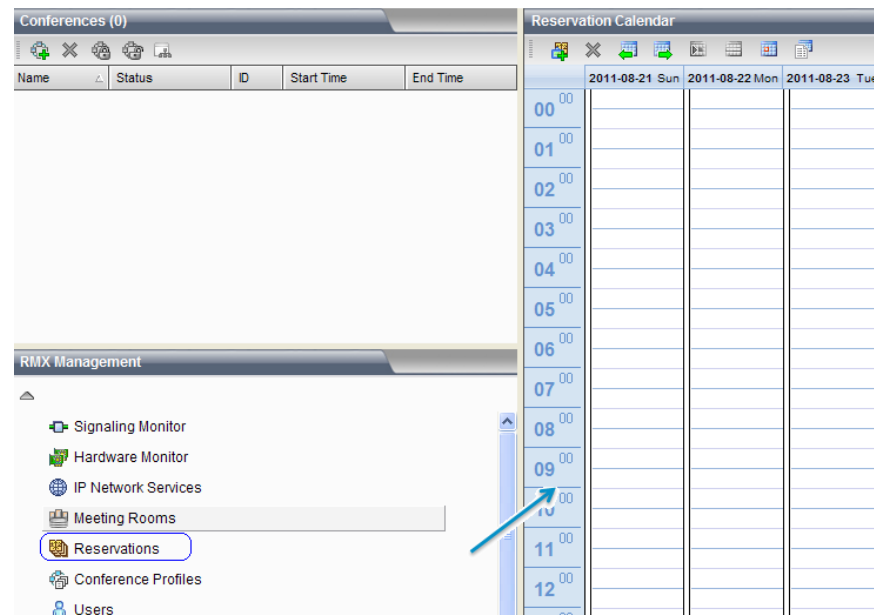 Conferences (0)
Name Status ID Start Time End Time
RMX Management
Signaling Monitor
Hardware Monitor
IP Network Services
Meeting Rooms
Reservations
Conference Profiles
Users
Reservation Calendar
2011-08-21 Sun 2011-08-22 Mon 2011-08-23 Tue
00 00
01 00
02 00
03 00
04 00
05 00
06 00
07 00
08 00
09 00
10 00
11 00
12 00
00